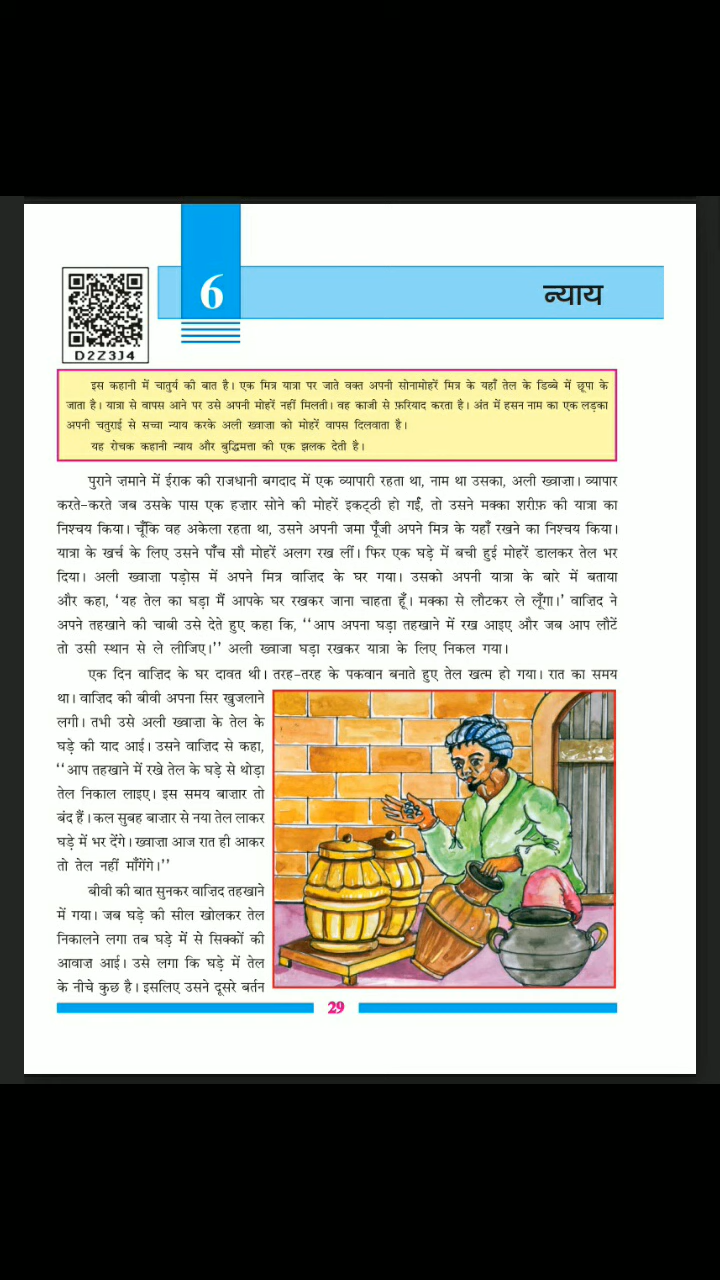 6
न्याय
D2Z3J4
इस कहानी में चातुर्य की बात है। एक मित्र यात्रा पर जाते वक्त अपनी सोनामोहरें मित्र के यहाँ तेल के डिब्बे में छूपा के
जाता है। यात्रा से वापस आने पर उसे अपनी मोहरें नहीं मिलती। वह काजी से फ़रियाद करता है। अंत में हसन नाम का एक लड़का
अपनी चतुराई से सच्चा न्याय करके अली ख्वाज़ा को मोहरें वापस दिलवाता है।
यह रोचक कहानी न्याय और बुद्धिमत्ता की एक झलक देती है।
पुराने ज़माने में ईराक की राजधानी बगदाद में एक व्यापारी रहता था, नाम था उसका, अली ख्वाज़ा। व्यापार
करते-करते जब उसके पास एक हज़ार सोने की मोहरें इकट्ठी हो गईं, तो उसने मक्का शरीफ़ की यात्रा का
निश्चय किया। चूँकि वह अकेला रहता था, उसने अपनी जमा पूँजी अपने मित्र के यहाँ रखने का निश्चय किया।
यात्रा के खर्च के लिए उसने पाँच सौ मोहरें अलग रख लीं। फिर एक घड़े में बची हुई मोहरें डालकर तेल भर
दिया। अली ख्वाज़ा पड़ोस में अपने मित्र वाज़िद के घर गया। उसको अपनी यात्रा के बारे में बताया
और कहा, ‘यह तेल का घड़ा मैं आपके घर रखकर जाना चाहता हूँ। मक्का से लौटकर ले लूँगा।’ वाज़िद ने
अपने तहखाने की चाबी उसे देते हुए कहा कि, ‘‘आप अपना घड़ा तहखाने में रख आइए और जब आप लौटें
तो उसी स्थान से ले लीजिए।’’ अली ख्वाजा घड़ा रखकर यात्रा के लिए निकल गया।
एक दिन वाज़िद के घर दावत थी। तरह-तरह के पकवान बनाते हुए तेल खत्म हो गया। रात का समय
था। वाज़िद की बीवी अपना सिर खुजलाने
लगी। तभी उसे अली ख्वाज़ा के तेल के
घड़े की याद आई। उसने वाज़िद से कहा,
‘‘आप तहखाने में रखे तेल के घड़े से थोड़ा
तेल निकाल लाइए। इस समय बाज़ार तो
बंद हैं। कल सुबह बाज़ार से नया तेल लाकर
घड़े में भर देंगे। ख्वाज़ा आज रात ही आकर
तो तेल नहीं माँगेंगे।’’
बीवी की बात सुनकर वाज़िद तहखाने
में गया। जब घड़े की सील खोलकर तेल
निकालने लगा तब घड़े में से सिक्कों की
आवाज़ आई। उसे लगा कि घड़े में तेल
के नीचे कुछ है। इसलिए उसने दूसरे बर्तन
29